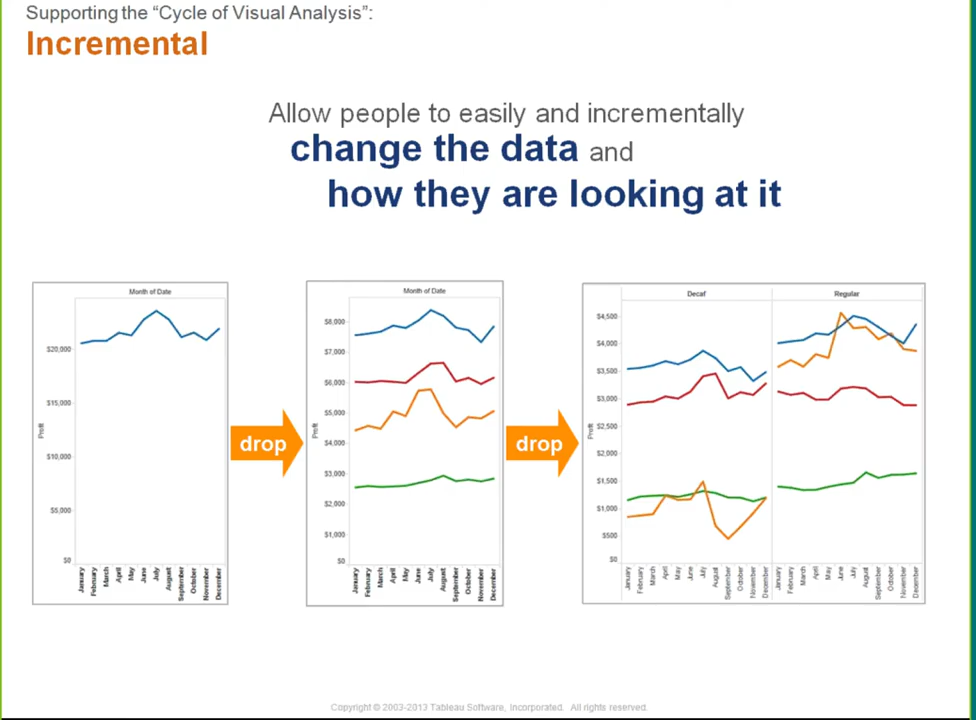 Supporting the “Cycle of Visual Analysis”:
Incremental
Allow people to easily and incrementally
change the data and
how they are looking at it
Month of Date
$20,000
$15,000
$10,000
$5,000
$0
Profit
January
February
March
April
May
June
July
August
September
October
November
December
drop
Month of Date
$8,000
$7,000
$6,000
$5,000
$4,000
$3,000
$2,000
$1,000
$0
Profit
January
February
March
April
May
June
July
August
September
October
November
December
drop
Decaf
Regular
$4,500
$4,000
$3,500
$3,000
$2,500
$2,000
$1,500
$1,000
$500
$0
Profit
January
February
March
April
May
June
July
August
September
October
November
December
January
February
March
April
May
June
July
August
September
October
November
December
Copyright © 2003-2013 Tableau Software, Incorporated. All rights reserved.